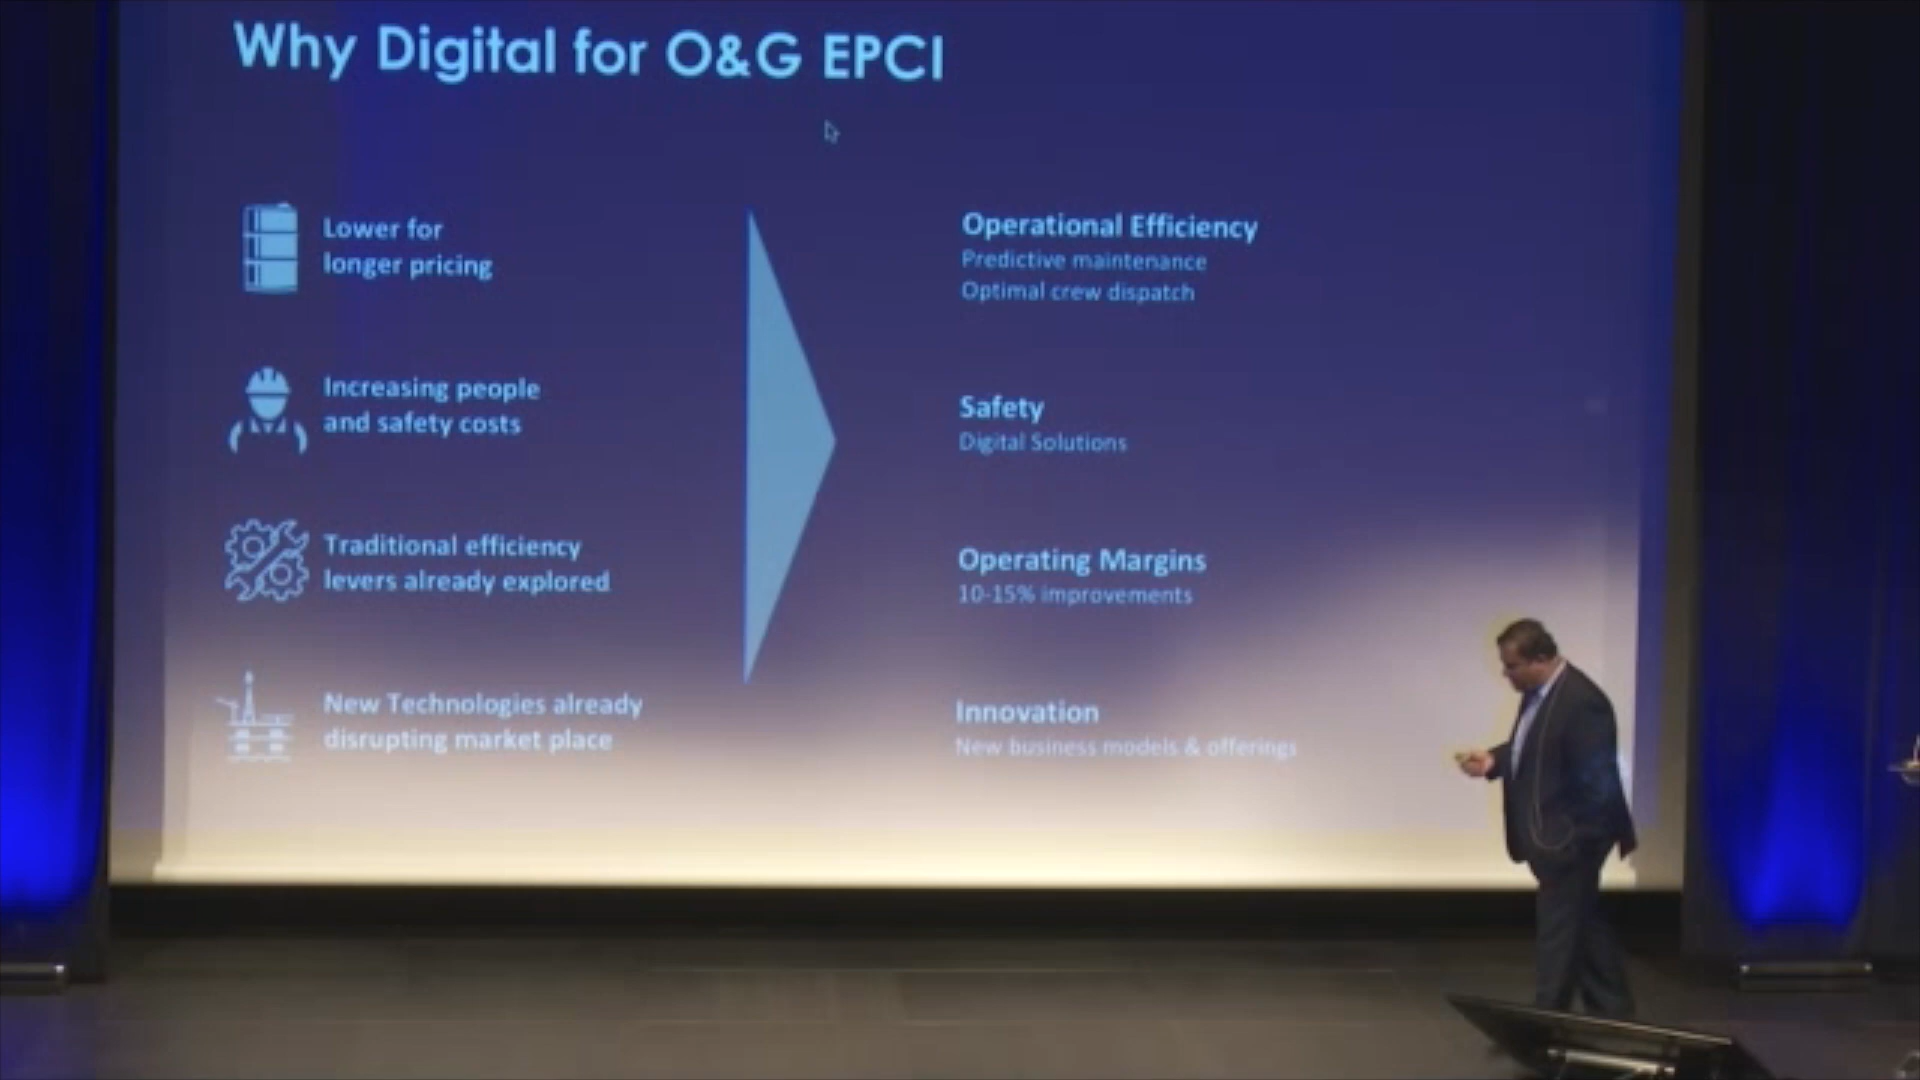 Why Digital for O&G EPCI
Lower for
longer pricing
Increasing people
and safety costs
Traditional efficiency
levers already explored
New Technologies already
disrupting market place
Operational Efficiency
Predictive maintenance
Optimal crew dispatch
Safety
Digital Solutions
Operating Margins
10-15% improvements
Innovation
New business models & offerings